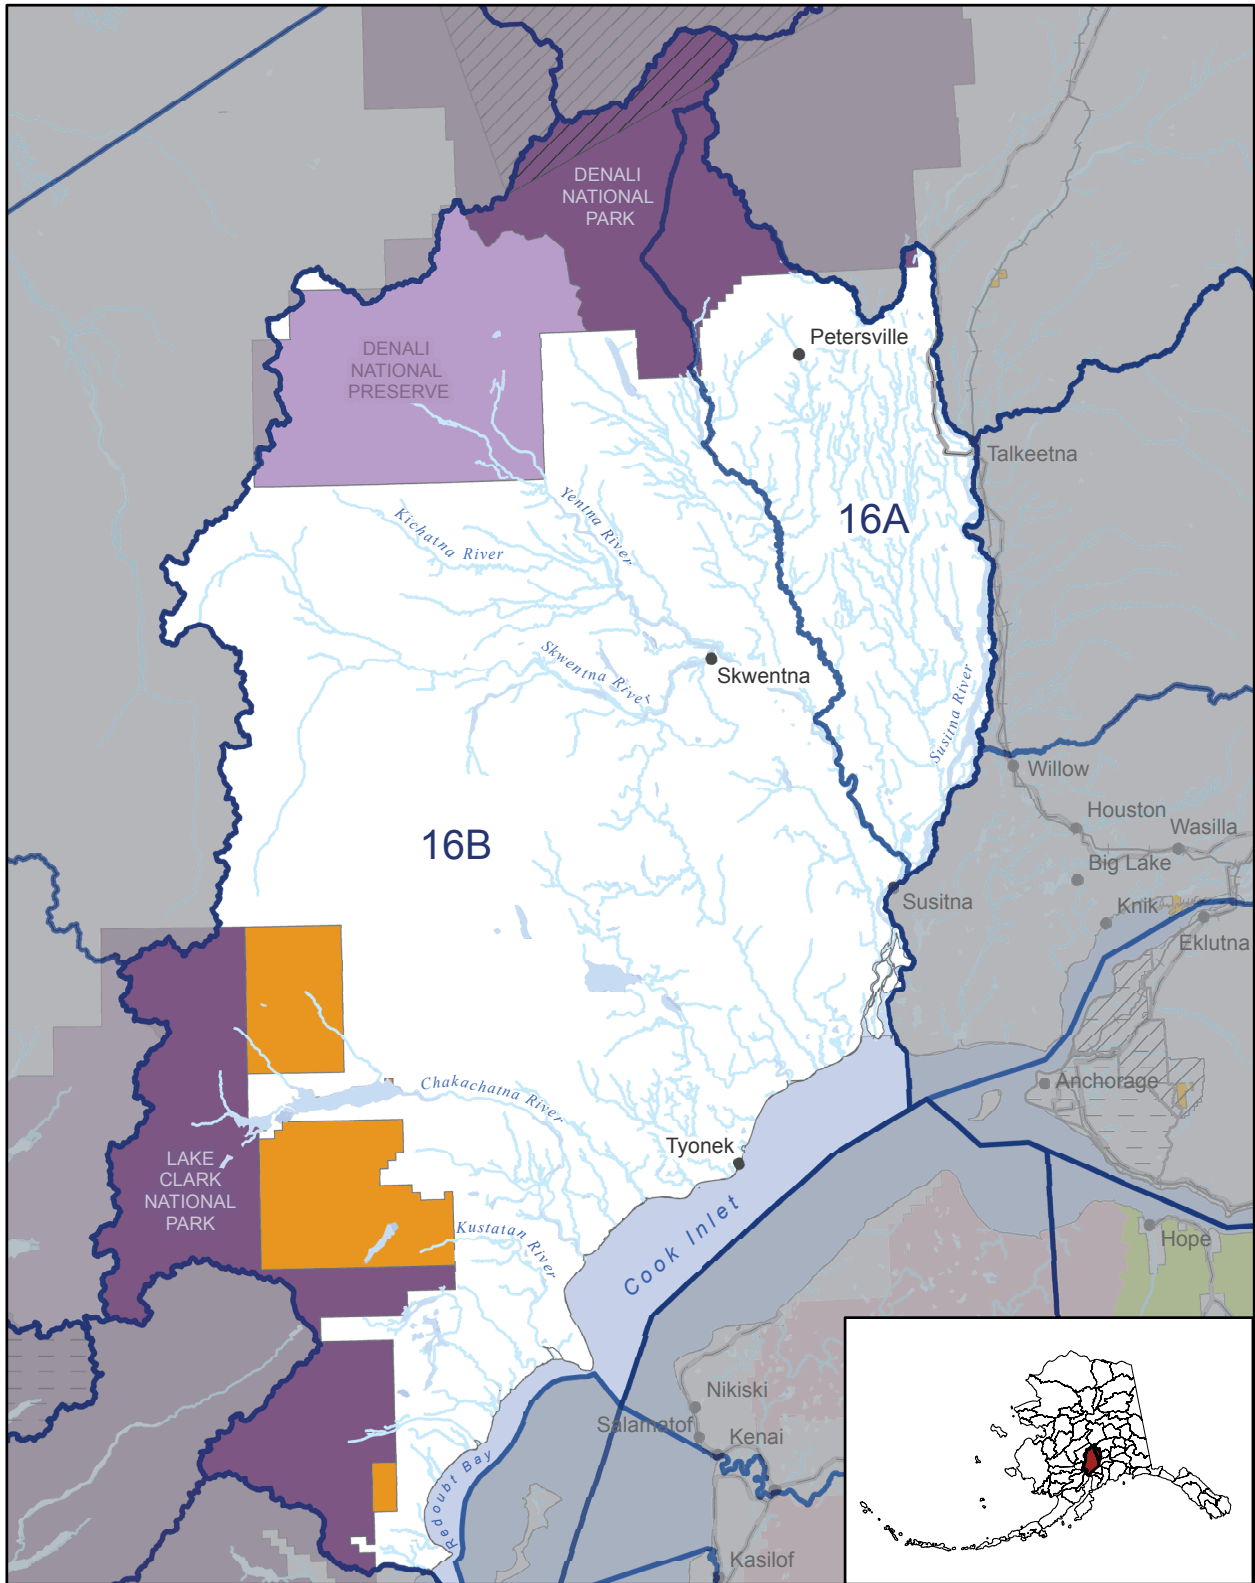 DENALI
NATIONAL
PARK
Petersville
DENALI
NATIONAL
PRESERVE
Talkeetna
16A
Yentna River
Kichatna River
Skwentna River
Skwentna
Susitna River
Willow
Houston
Wasilla
16B
Big Lake
Susitna
Knik
Eklutna
Chakachatna River
Anchorage
Tyonek
LAKE
CLARK
NATIONAL
PARK
Kustatan River
Cook Inlet
Hope
Nikiski
Salamatof
Kenai
Redoubt Bay
Kasilof